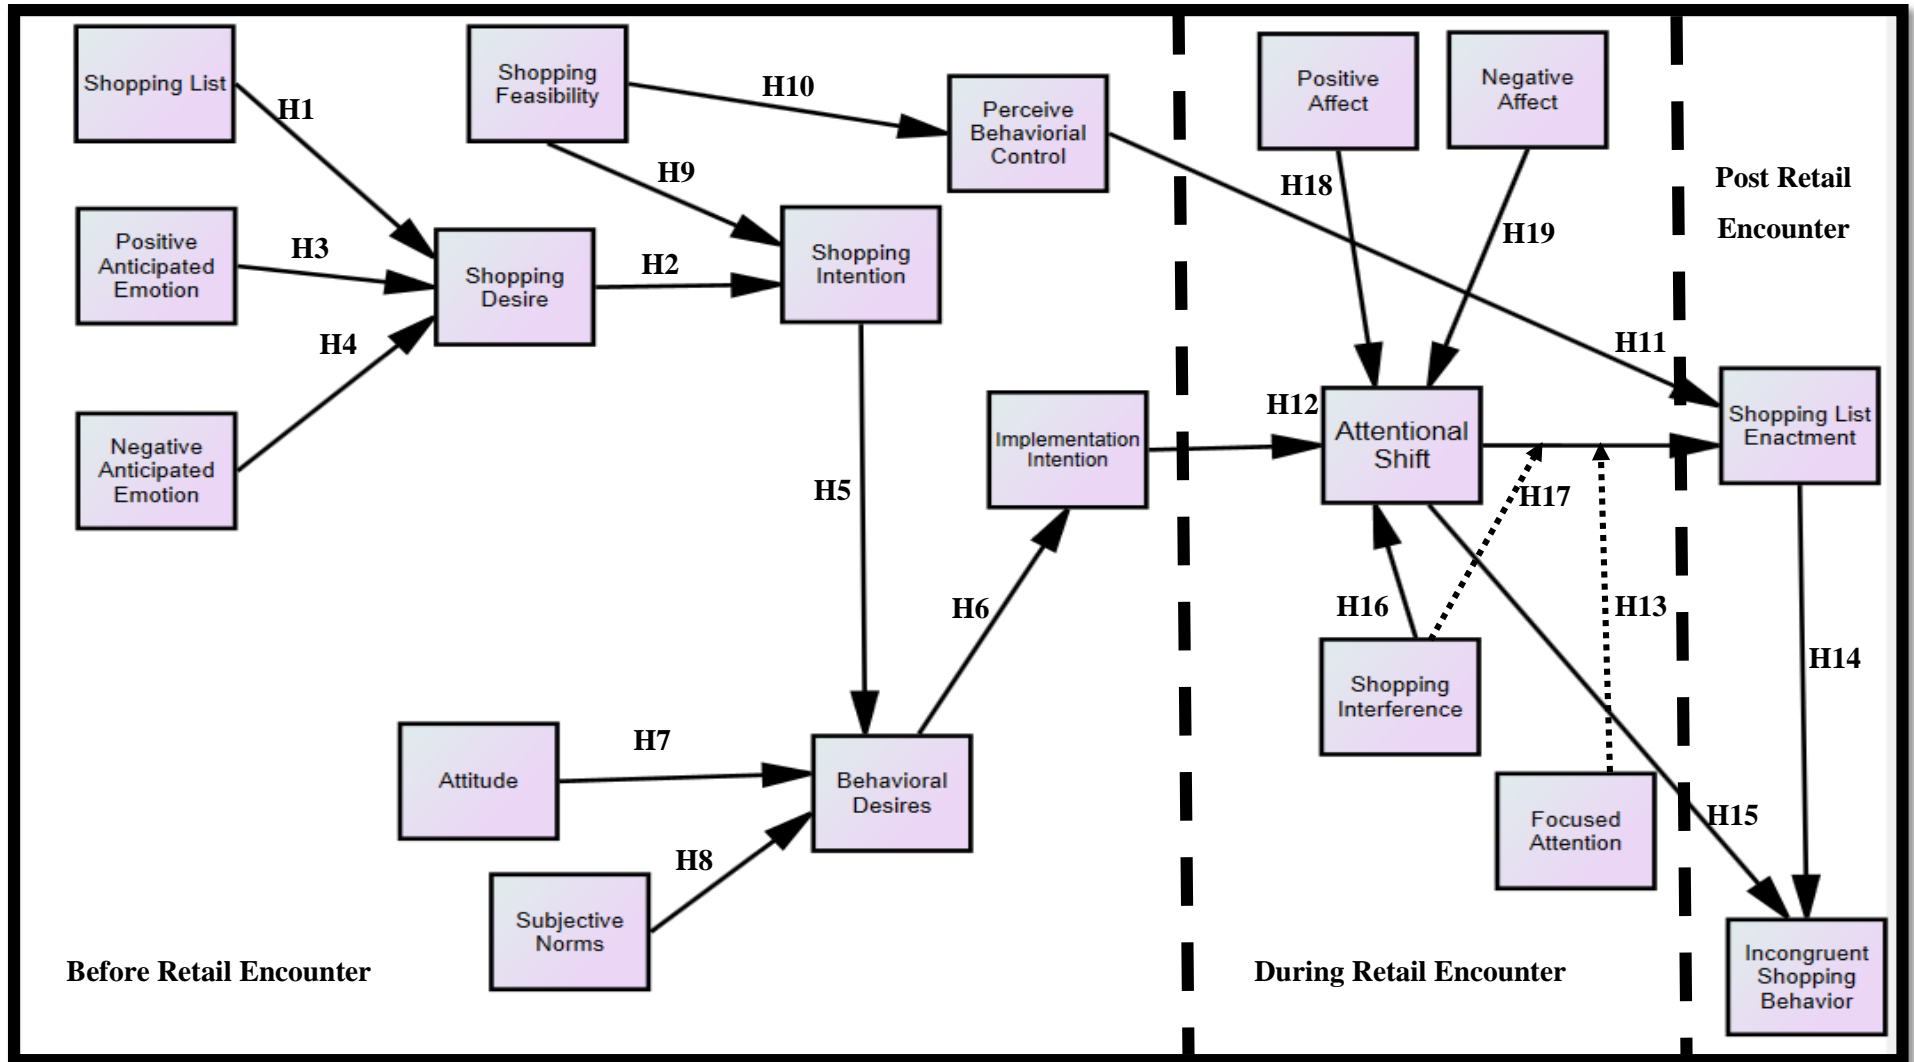 Shopping List
H1
Shopping
Feasibility
H10
Perceive
Behaviorial
Control
H9
Positive
Affect
Negative
Affect
H18
H19
Post Retail
Encounter
Positive
Anticipated
Emotion
H3
Shopping
Desire
H2
Shopping
Intention
H4
Negative
Anticipated
Emotion
H5
Implementation
Intention
H12
Attentional
Shift
H11
Shopping List
Enactment
H17
H6
H16
H13
Shopping
Interference
H14
Attitude
H7
Behavioral
Desires
H8
Subjective
Norms
Focused
Attention
H15
Incongruent
Shopping
Behavior
Before Retail Encounter
During Retail Encounter